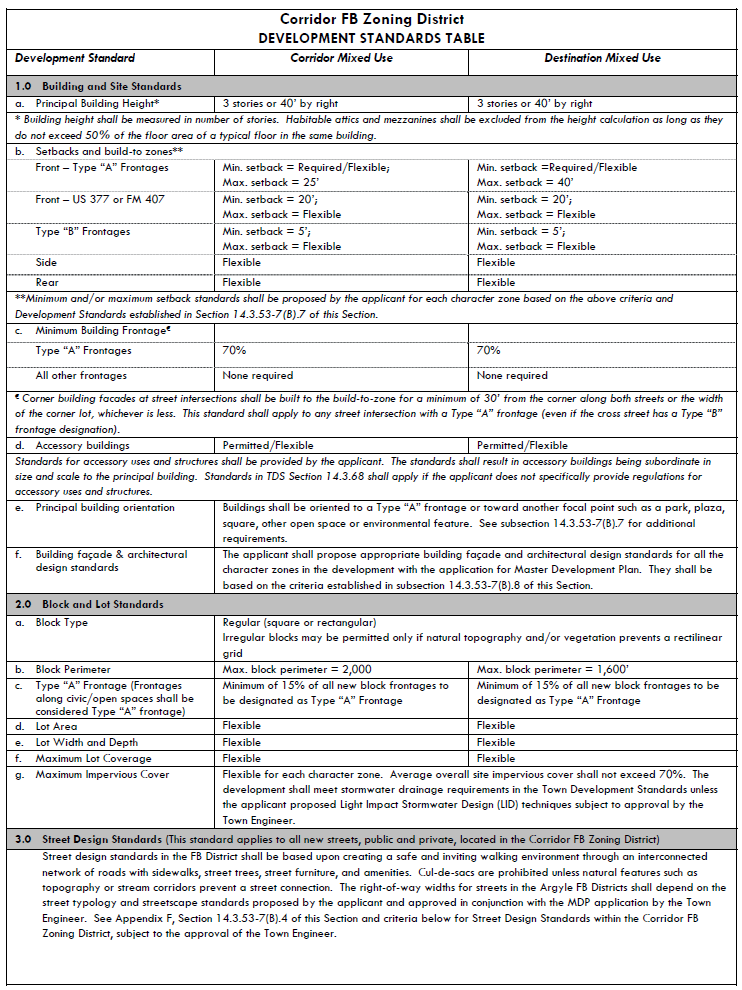 Corridor FB Zoning District
DEVELOPMENT STANDARDS TABLE
Development Standard Corridor Mixed Use Destination Mixed Use
1.0 Building and Site Standards
a. Principal Building Height* 3 stories or 40’ by right 3 stories or 40’ by right
* Building height shall be measured in number of stories. Habitable attics and mezzanines shall be excluded from the height calculation as long as they
do not exceed 50% of the floor area of a typical floor in the same building.
b. Setbacks and build-to zones**
Front – Type “A” Frontages Min. setback = Required/Flexible; Min. setback =Required/Flexible
Max. setback = 25’ Max. setback = 40’
Front – US 377 or FM 407 Min. setback = 20’; Min. setback = 20’;
Max. setback = Flexible Max. setback = Flexible
Type “B” Frontages Min. setback = 5’; Min. setback = 5’;
Max. setback = Flexible Max. setback = Flexible
Side Flexible Flexible
Rear Flexible Flexible
**Minimum and/or maximum setback standards shall be proposed by the applicant for each character zone based on the above criteria and
Development Standards established in Section 14.3.53-7(B).7 of this Section.
c. Minimum Building Frontage€
Type “A” Frontages 70% 70%
All other frontages None required None required
€ Corner building facades at street intersections shall be built to the build-to-zone for a minimum of 30’ from the corner along both streets or the width
of the corner lot, whichever is less. This standard shall apply to any street intersection with a Type “A” frontage (even if the cross street has a Type “B”
frontage designation).
d. Accessory buildings Permitted/Flexible Permitted/Flexible
Standards for accessory uses and structures shall be provided by the applicant. The standards shall result in accessory buildings being subordinate in
size and scale to the principal building. Standards in TDS Section 14.3.68 shall apply if the applicant does not specifically provide regulations for
accessory uses and structures.
e. Principal building orientation Buildings shall be oriented to a Type “A” frontage or toward another focal point such as a park, plaza,
square, other open space or environmental feature. See subsection 14.3.53-7(B).7 for additional
requirements.
f. Building façade & architectural The applicant shall propose appropriate building façade and architectural design standards for all the
design standards character zones in the development with the application for Master Development Plan. They shall be
based on the criteria established in subsection 14.3.53-7(B).8 of this Section.
2.0 Block and Lot Standards
a. Block Type Regular (square or rectangular)
Irregular blocks may be permitted only if natural topography and/or vegetation prevents a rectilinear
grid
b. Block Perimeter Max. block perimeter = 2,000 Max. block perimeter = 1,600’
c. Type “A” Frontage (Frontages Minimum of 15% of all new block frontages to Minimum of 15% of all new block frontages to
along civic/open spaces shall be be designated as Type “A” Frontage be designated as Type “A” Frontage
considered Type “A” frontage)
d. Lot Area Flexible Flexible
e. Lot Width and Depth Flexible Flexible
f. Maximum Lot Coverage Flexible Flexible
g. Maximum Impervious Cover Flexible for each character zone. Average overall site impervious cover shall not exceed 70%. The
development shall meet stormwater drainage requirements in the Town Development Standards unless
the applicant proposed Light Impact Stormwater Design (LID) techniques subject to approval by the
Town Engineer.
3.0 Street Design Standards (This standard applies to all new streets, public and private, located in the Corridor FB Zoning District)
Street design standards in the FB District shall be based upon creating a safe and inviting walking environment through an interconnected
network of roads with sidewalks, street trees, street furniture, and amenities. Cul-de-sacs are prohibited unless natural features such as
topography or stream corridors prevent a street connection. The right-of-way widths for streets in the Argyle FB Districts shall depend on the
street typology and streetscape standards proposed by the applicant and approved in conjunction with the MDP application by the Town
Engineer. See Appendix F, Section 14.3.53-7(B).4 of this Section and criteria below for Street Design Standards within the Corridor FB
Zoning District, subject to the approval of the Town Engineer.